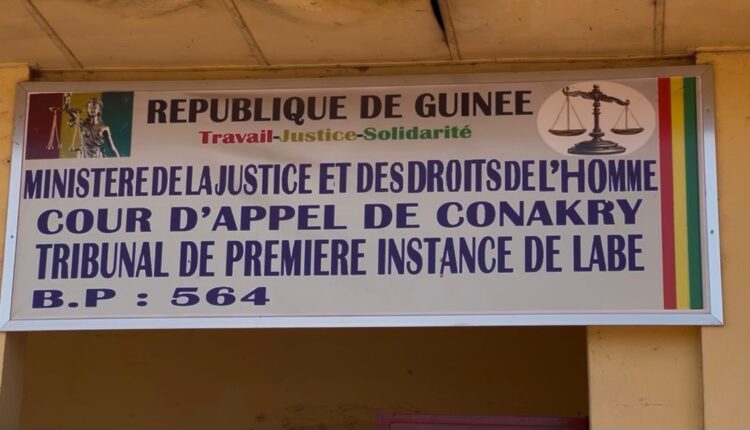 REPUBLIQUE DE GUINEE
Travail-Justice-Solidarité
MINISTERE DE LA JUSTICE ET DES DROITS DE L'HOMME
COUR D'APPEL DE CONAKRY
TRIBUNAL DE PREMIERE INSTANCE DE LABE
B.P : 564